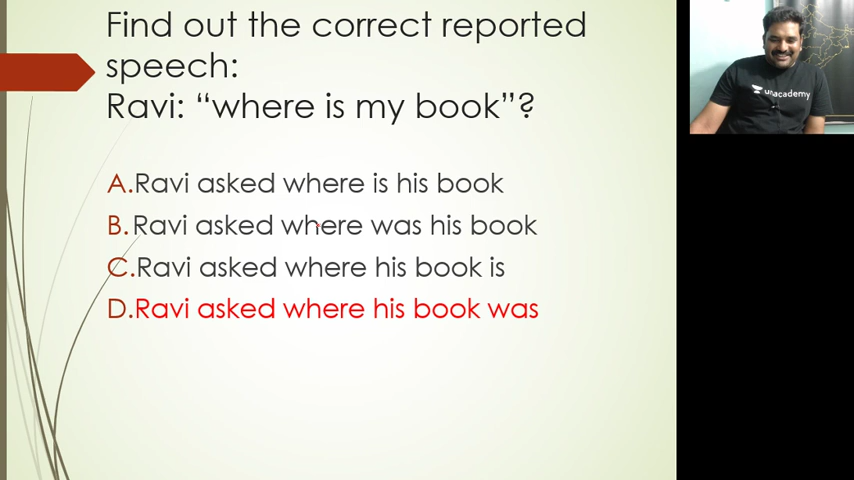 Find out the correct reported
speech:
Ravi: “where is my book”?
A.Ravi asked where is his book
B.Ravi asked where was his book
C.Ravi asked where his book is
D.Ravi asked where his book was
unacademy